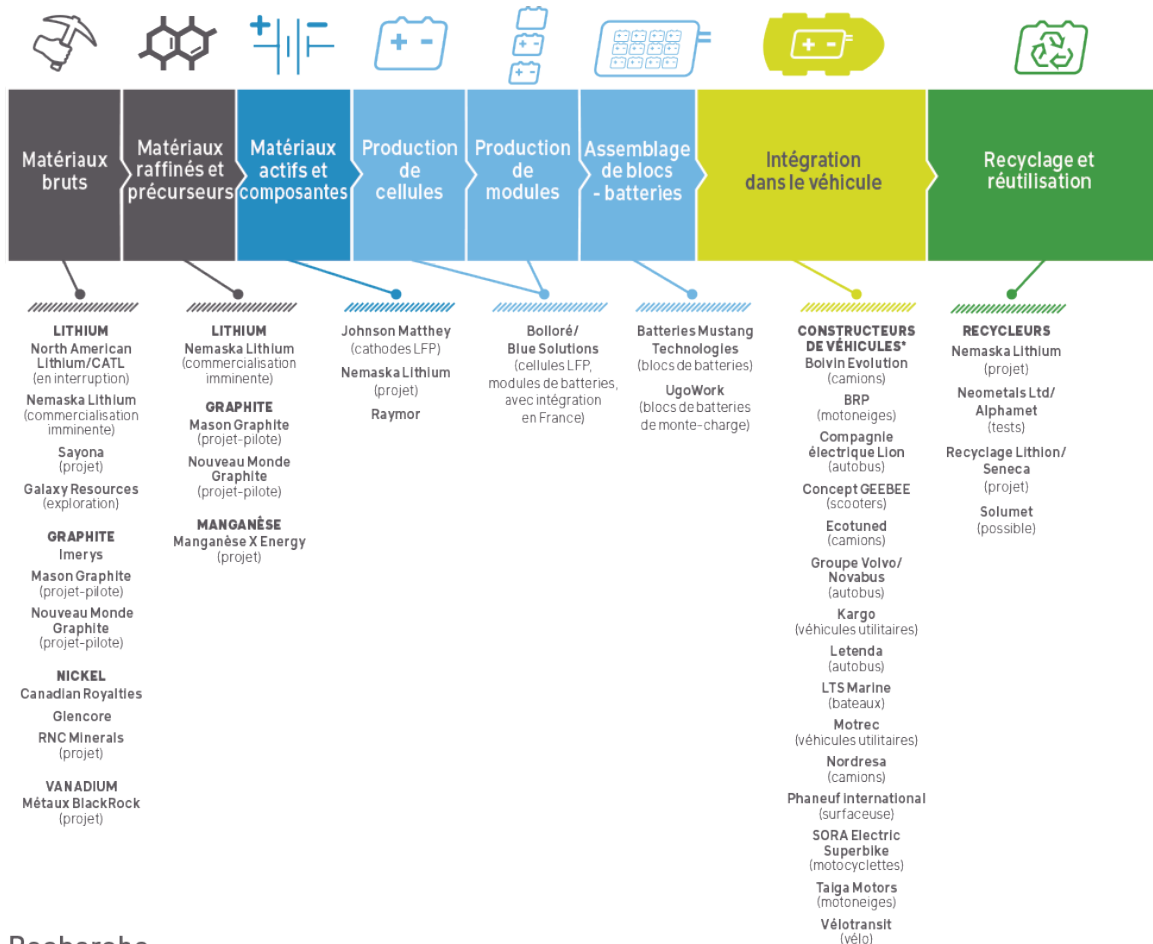 Matériaux
bruts
Matériaux
raffinés et
précurseurs
Matériaux
actifs et
composantes
Production
de
cellules
Production
de
modules
Assemblage
de blocs
- batteries
Intégration
dans le véhicule
Recyclage et
réutilisation
LITHIUM
North American
Lithium/CATL
(en interruption)
Nemaska Lithium
(commercialisation
imminente)
Sayona
(projet)
Galaxy Resources
(exploration)
GRAPHITE
Imerys
Mason Graphite
(projet-pilote)
Nouveau Monde
Graphite
(projet-pilote)
NICKEL
Canadian Royalties
Glencore
RNC Minerals
(projet)
VANADIUM
Métaux BlackRock
(projet)
LITHIUM
Nemaska Lithium
(commercialisation
imminente)
GRAPHITE
Mason Graphite
(projet-pilote)
Nouveau Monde
Graphite
(projet-pilote)
MANGANÈSE
Manganèse X Energy
(projet)
Johnson Matthey
(cathodes LFP)
Nemaska Lithium
(projet)
Raymor
Bolloré/
Blue Solutions
(cellules LFP,
modules de batteries,
avec intégration
en France)
Batteries Mustang
Technologies
(blocs de batteries)
UgoWork
(blocs de batteries
de monte-charge)
CONSTRUCTEURS
DE VÉHICULES*
Boivin Evolution
(camions)
BRP
(motoneiges)
Compagnie
électrique Lion
(autobus)
Concept GEEBEE
(scooters)
Ecotuned
(camions)
Groupe Volvo/
Novabus
(autobus)
Kargo
(véhicules utilitaires)
Letenda
(autobus)
LTS Marine
(bateaux)
Motrec
(véhicules utilitaires)
Nordresa
(camions)
Phaneuf international
(surfaceuse)
SORA Electric
Superbike
(motocyclettes)
Taiga Motors
(motoneiges)
Vélotransit
(vélo)
RECYCLEURS
Nemaska Lithium
(projet)
Neometals Ltd/
Alphamet
(tests)
Recyclage Lithion/
Seneca
(projet)
Solumet
(possible)
Recherche